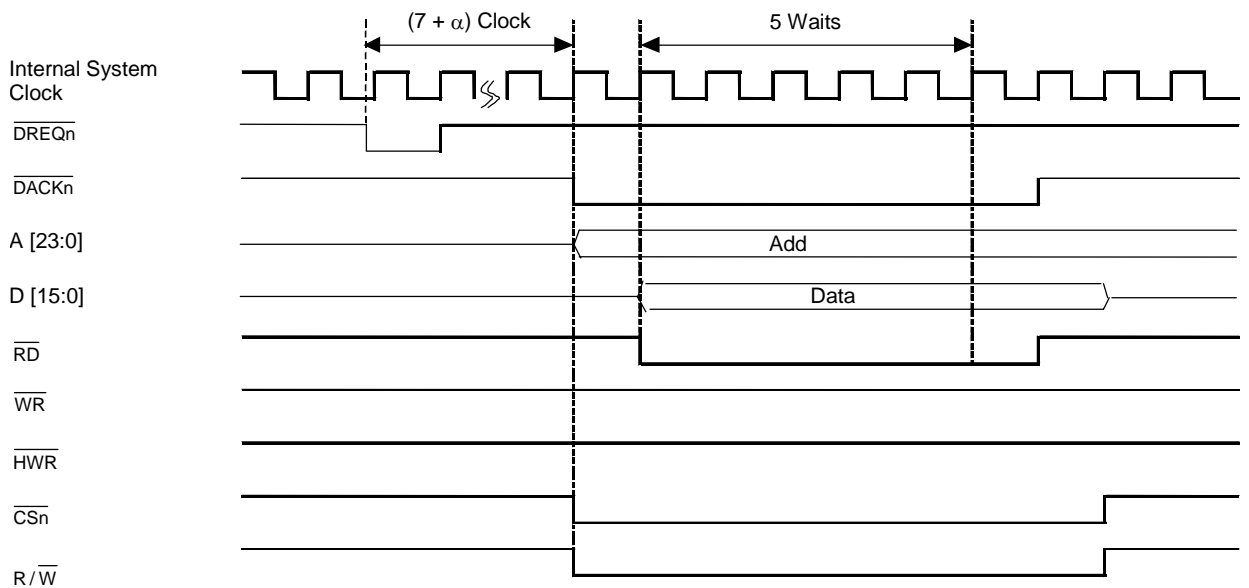 (7 + α) Clock
5 Waits
Internal System
Clock
DREQn
DACKn
A [23:0]
Add
D [15:0]
Data
RD
WR
HWR
CSn
R/W